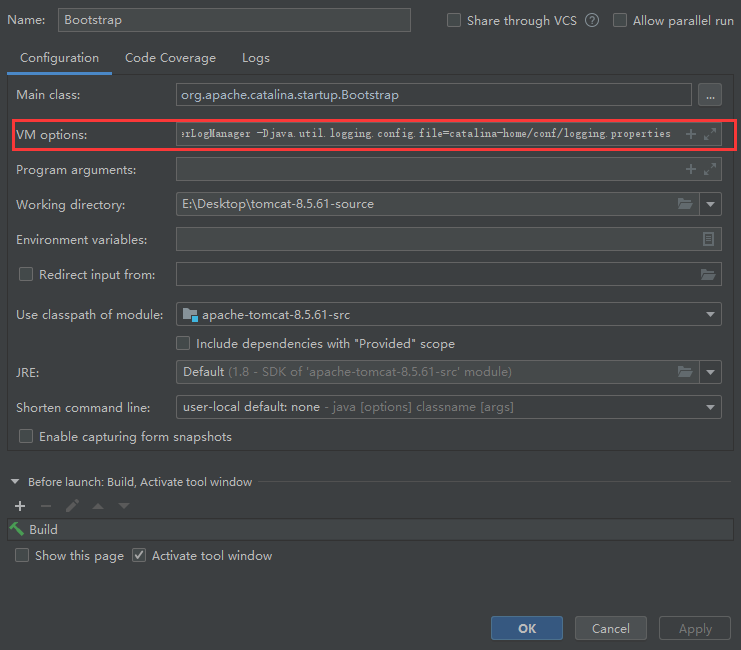 Name: Bootstrap Share through VCS ? Allow parallel run
Configuration Code Coverage Logs
Main class: org.apache.catalina.startup.Bootstrap ...
VM options: erLogManager -Djava.util.logging.config.file=catalina-home/conf/logging.properties
Program arguments:
Working directory: E:\Desktop\tomcat-8.5.61-source
Environment variables:
Redirect input from:
Use classpath of module: apache-tomcat-8.5.61-src
Include dependencies with "Provided" scope
JRE: Default (1.8 - SDK of 'apache-tomcat-8.5.61-src' module)
Shorten command line: user-local default: none - java [options] classname [args]
Enable capturing form snapshots
Before launch: Build, Activate tool window
Build
Show this page Activate tool window
OK Cancel Apply